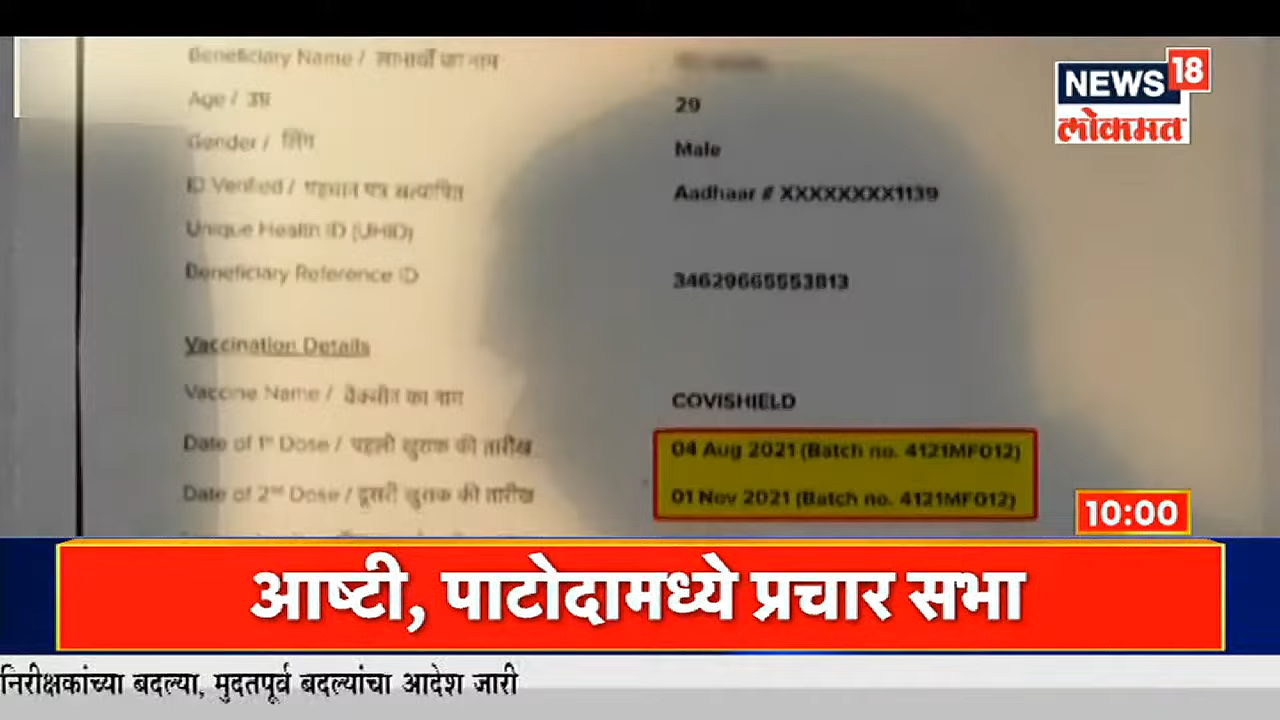 Beneficiary Name / लाभार्थी का नाम
Age / उम्र 29
Gender / लिंग Male
ID Verified / पहचान पत्र सत्यापित Aadhaar # XXXXXXXX1139
Unique Health ID (UHID)
Beneficiary Reference ID 34629665553813
Vaccination Details
Vaccine Name / वैक्सीन का नाम COVISHIELD
Date of 1st Dose / पहली खुराक की तारीख 04 Aug 2021 (Batch no. 4121MF012)
Date of 2nd Dose / दूसरी खुराक की तारीख 01 Nov 2021 (Batch no. 4121MF012)
NEWS 18
लोकमत
10:00
आष्टी, पाटोदामध्ये प्रचार सभा
निरीक्षकांच्या बदल्या, मुदतपूर्व बदल्यांचा आदेश जारी